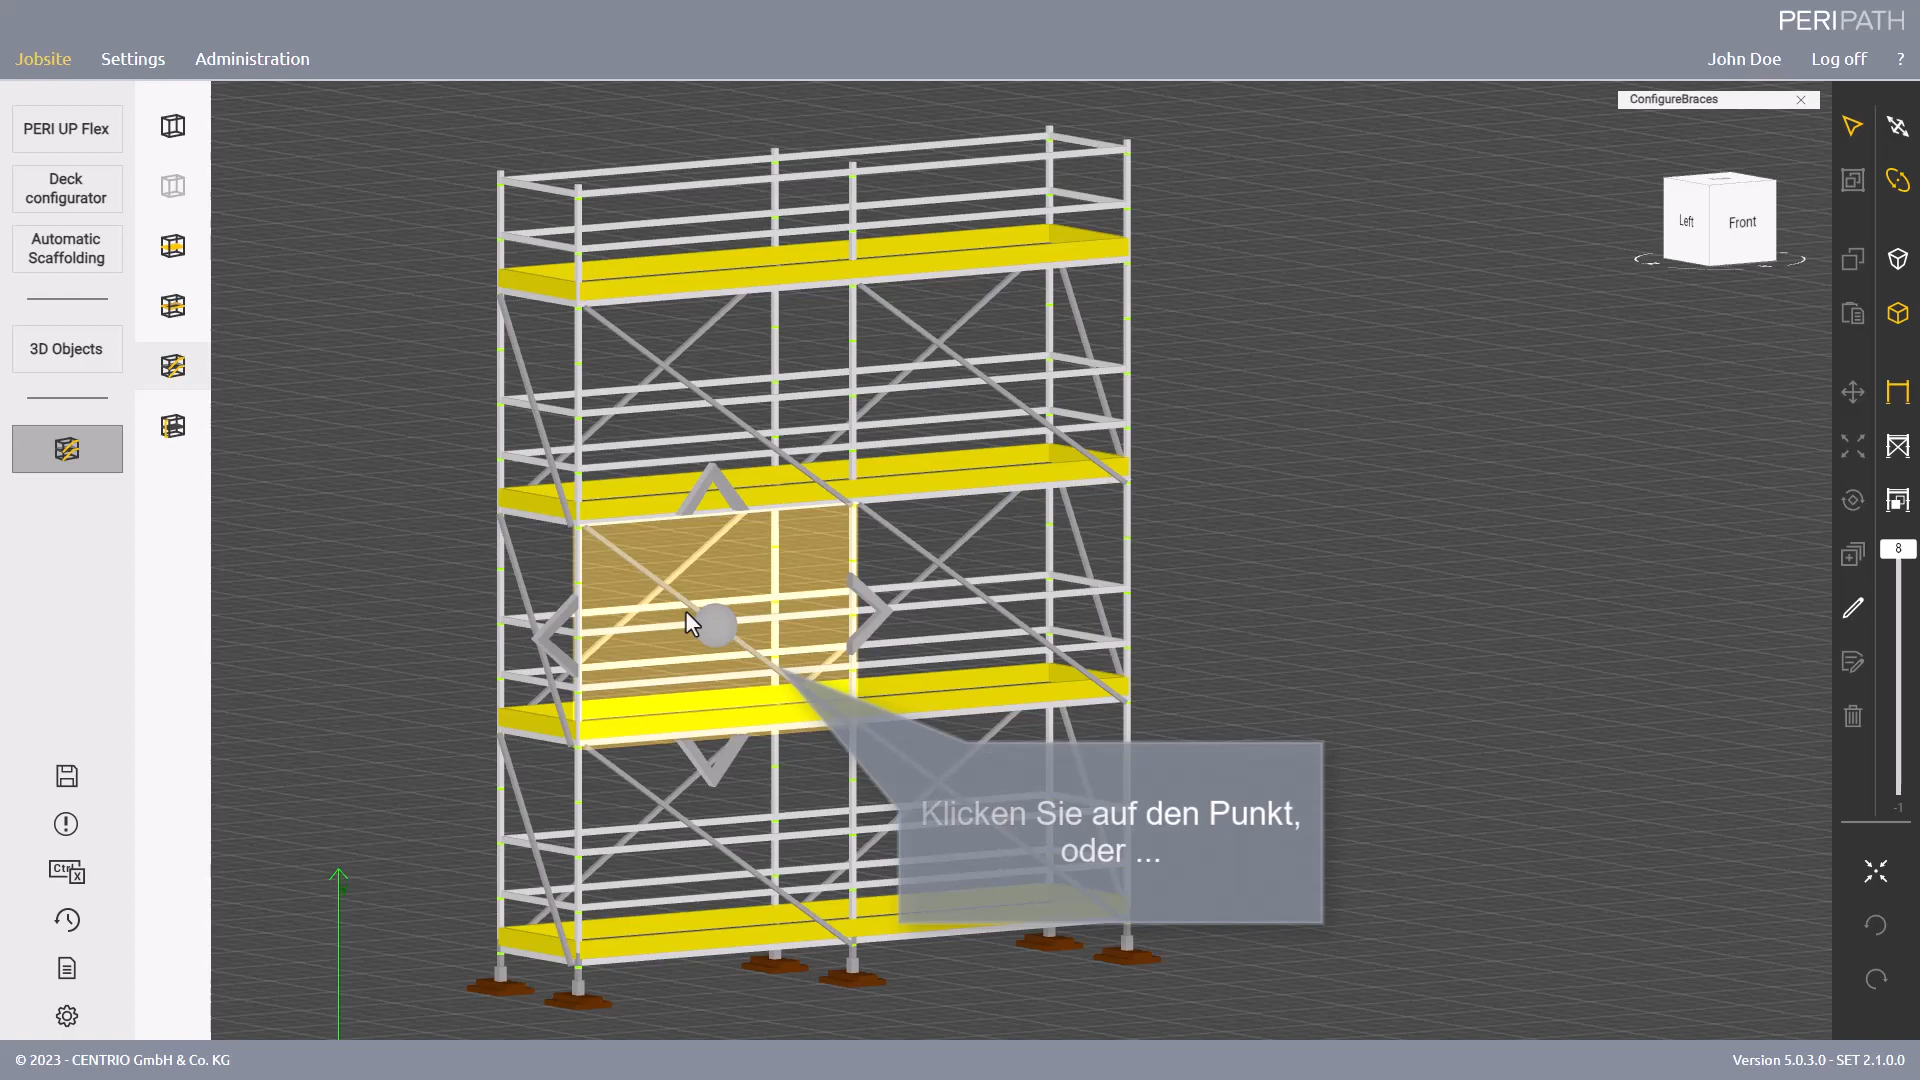 PERIPATH
Jobsite Settings Administration
John Doe Log off ?
PERI UP Flex
Deck
configurator
Automatic
Scaffolding
3D Objects
ConfigureBraces
Left
Front
8
-1
Ctrl
X
Klicken Sie auf den Punkt,
oder ...
© 2023 - CENTRIO GmbH & Co. KG
Version 5.0.3.0 - SET 2.1.0.0